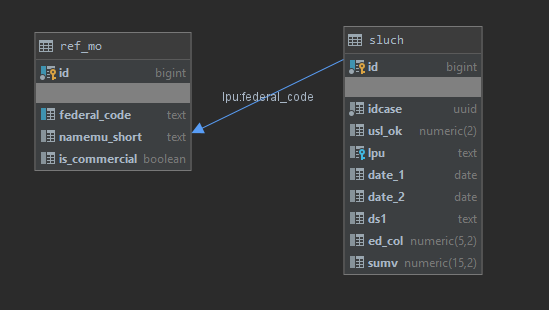 ref_mo
id bigint
federal_code text
namemu_short text
is_commercial boolean
lpu:federal_code
sluch
id bigint
idcase uuid
usl_ok numeric(2)
lpu text
date_1 date
date_2 date
ds1 text
ed_col numeric(5,2)
sumv numeric(15,2)